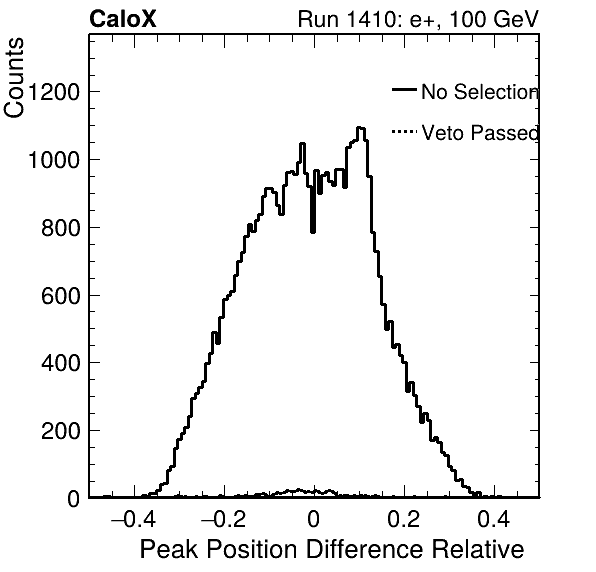 CaloX Run 1410: e+, 100 GeV
Counts
No Selection
Veto Passed
1200
1000
800
600
400
200
0
−0.4 −0.2 0 0.2 0.4
Peak Position Difference Relative